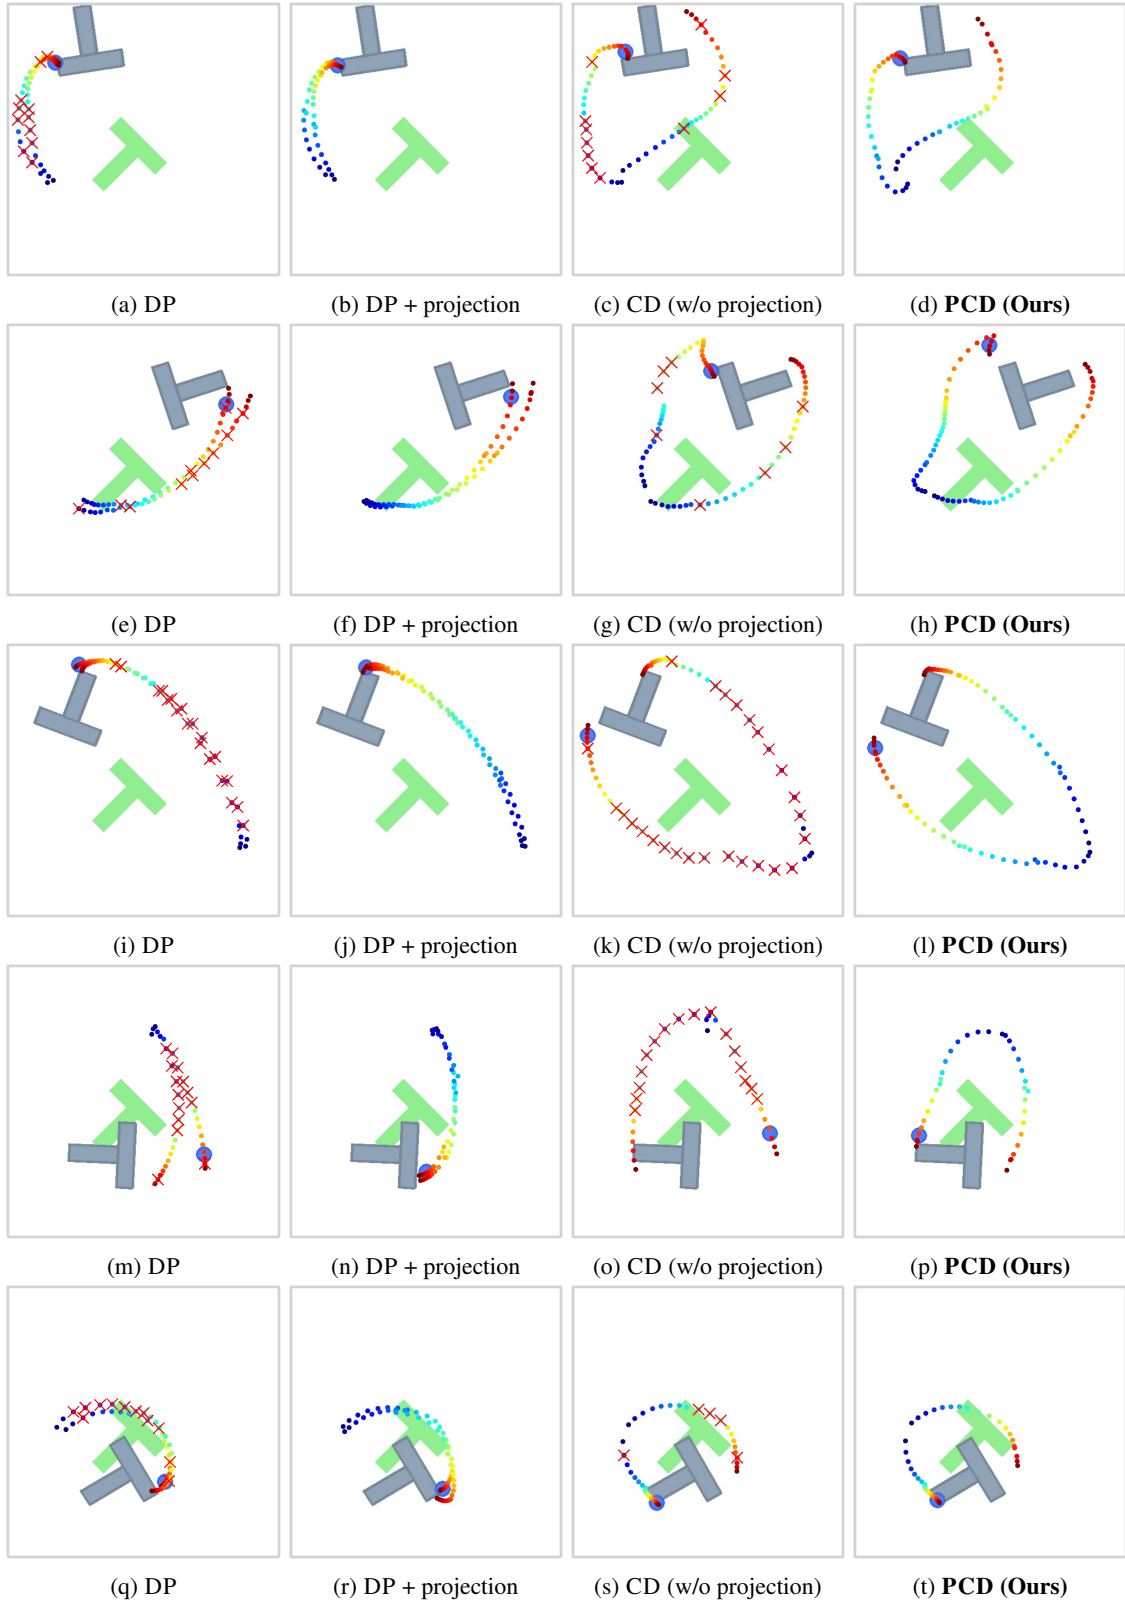 (a) DP
(b) DP + projection
(c) CD (w/o projection)
(d) PCD (Ours)
(e) DP
(f) DP + projection
(g) CD (w/o projection)
(h) PCD (Ours)
(i) DP
(j) DP + projection
(k) CD (w/o projection)
(l) PCD (Ours)
(m) DP
(n) DP + projection
(o) CD (w/o projection)
(p) PCD (Ours)
(q) DP
(r) DP + projection
(s) CD (w/o projection)
(t) PCD (Ours)